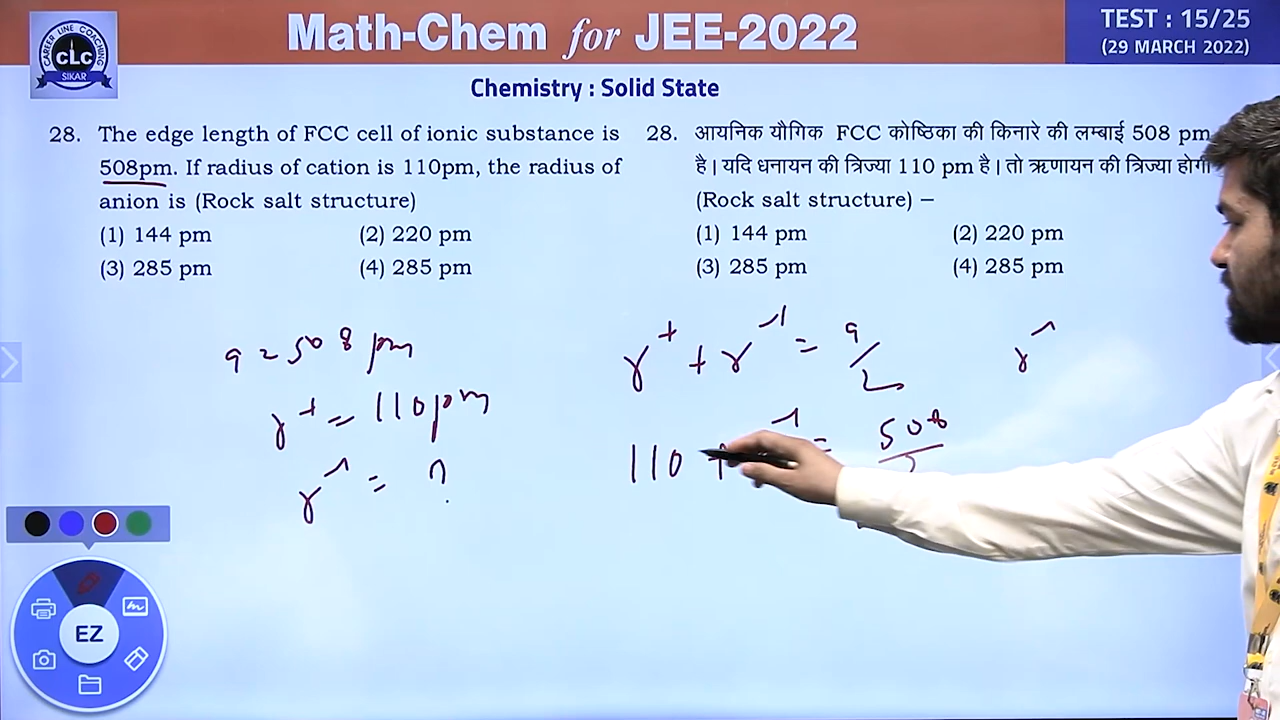 Math-Chem for JEE-2022
TEST : 15/25
(29 MARCH 2022)
CAREER LINE COACHING
CLC
SIKAR
Chemistry : Solid State
28. The edge length of FCC cell of ionic substance is
508pm. If radius of cation is 110pm, the radius of
anion is (Rock salt structure)
(1) 144 pm (2) 220 pm
(3) 285 pm (4) 285 pm
28. आयनिक यौगिक FCC कोष्ठिका की किनारे की लम्बाई 508 pm
है। यदि धनायन की त्रिज्या 110 pm है। तो ऋणायन की त्रिज्या होगी
(Rock salt structure) –
(1) 144 pm (2) 220 pm
(3) 285 pm (4) 285 pm
a = 508 pm
r+ = 110pm
r- = ?
r+ + r- = a/2
110 + = 508/2
r-
EZ